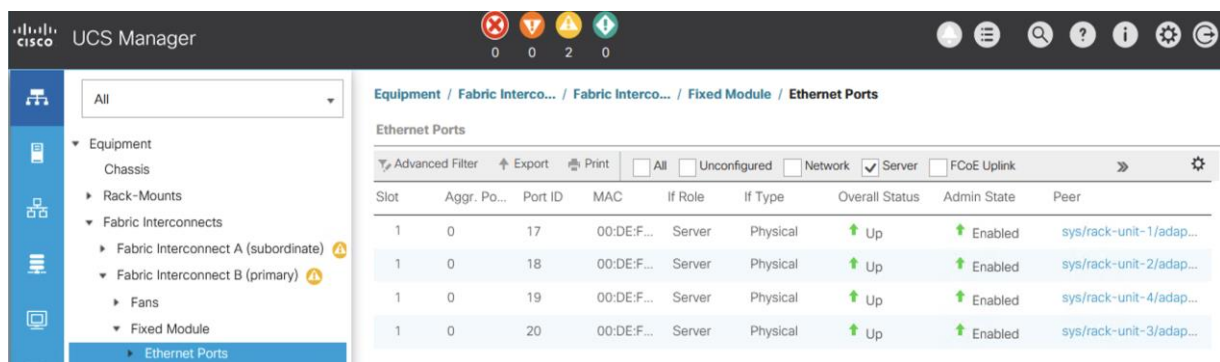 cisco UCS Manager
0 0 2 0
All
Equipment
Chassis
Rack-Mounts
Fabric Interconnects
Fabric Interconnect A (subordinate)
Fabric Interconnect B (primary)
Fans
Fixed Module
Ethernet Ports
Equipment / Fabric Interco... / Fabric Interco... / Fixed Module / Ethernet Ports
Ethernet Ports
Advanced Filter Export Print All Unconfigured Network Server FCoE Uplink
Slot Aggr. Po... Port ID MAC If Role If Type Overall Status Admin State Peer
1 0 17 00:DE:F... Server Physical Up Enabled sys/rack-unit-1/adap...
1 0 18 00:DE:F... Server Physical Up Enabled sys/rack-unit-2/adap...
1 0 19 00:DE:F... Server Physical Up Enabled sys/rack-unit-4/adap...
1 0 20 00:DE:F... Server Physical Up Enabled sys/rack-unit-3/adap...